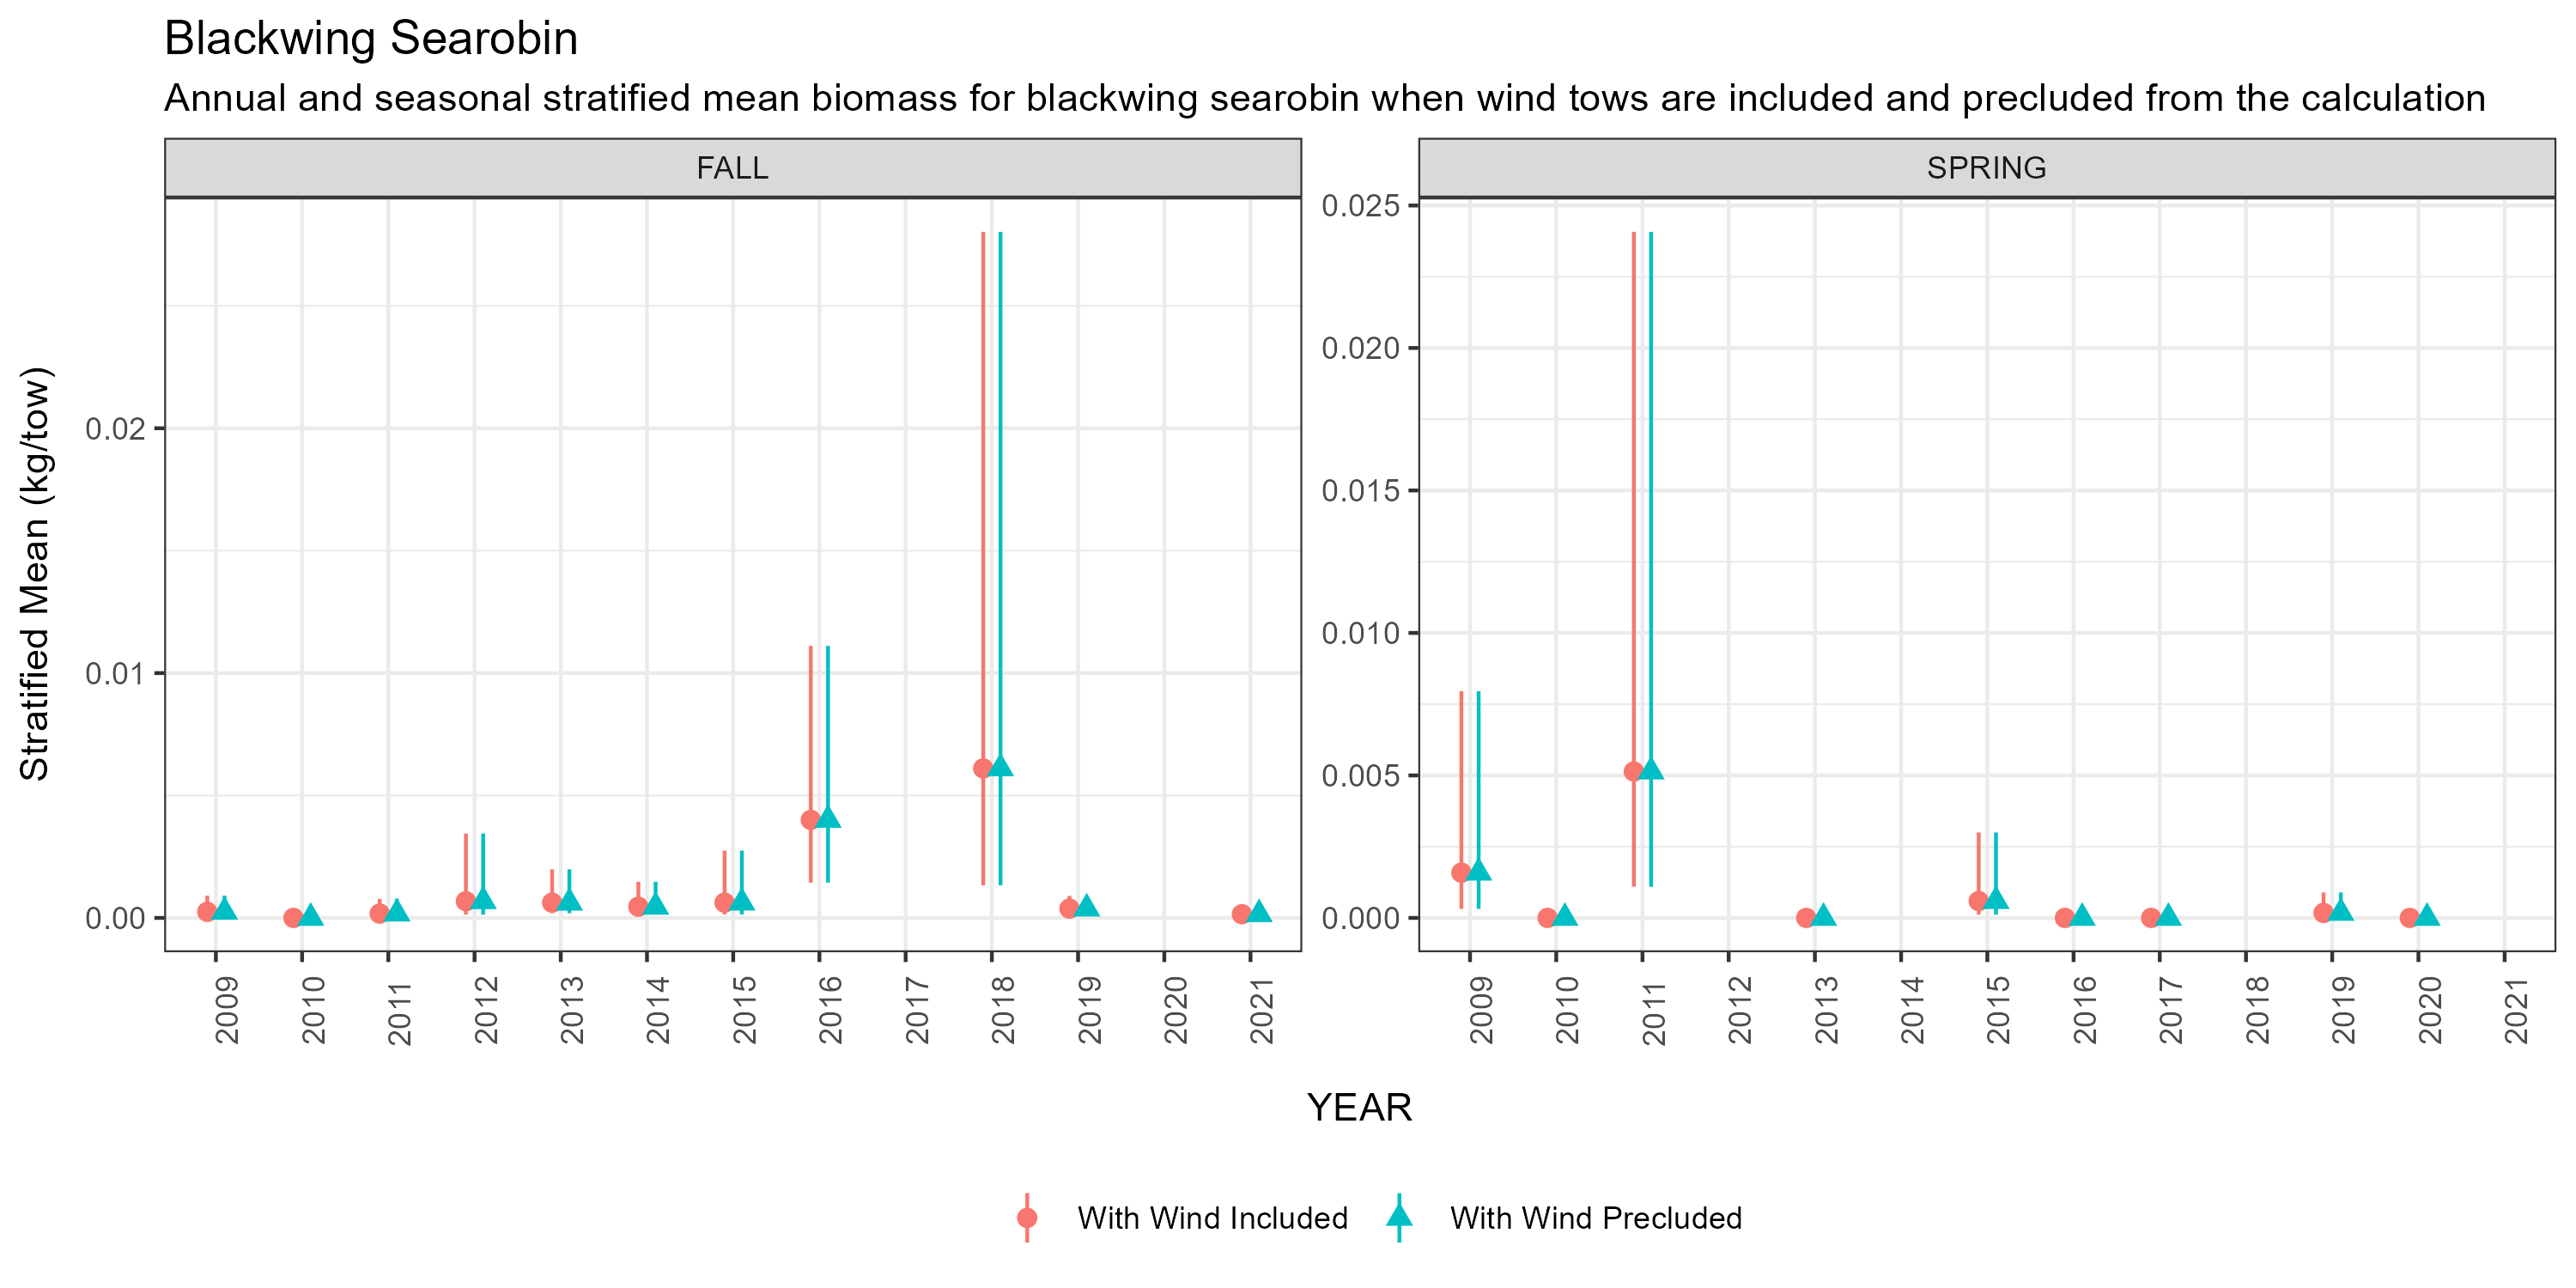 Blackwing Searobin
Annual and seasonal stratified mean biomass for blackwing searobin when wind tows are included and precluded from the calculation
FALL
SPRING
Stratified Mean (kg/tow)
0.02
0.01
0.00
0.025
0.020
0.015
0.010
0.005
0.000
2009 2010 2011 2012 2013 2014 2015 2016 2017 2018 2019 2020 2021
2009 2010 2011 2012 2013 2014 2015 2016 2017 2018 2019 2020 2021
YEAR
With Wind Included
With Wind Precluded